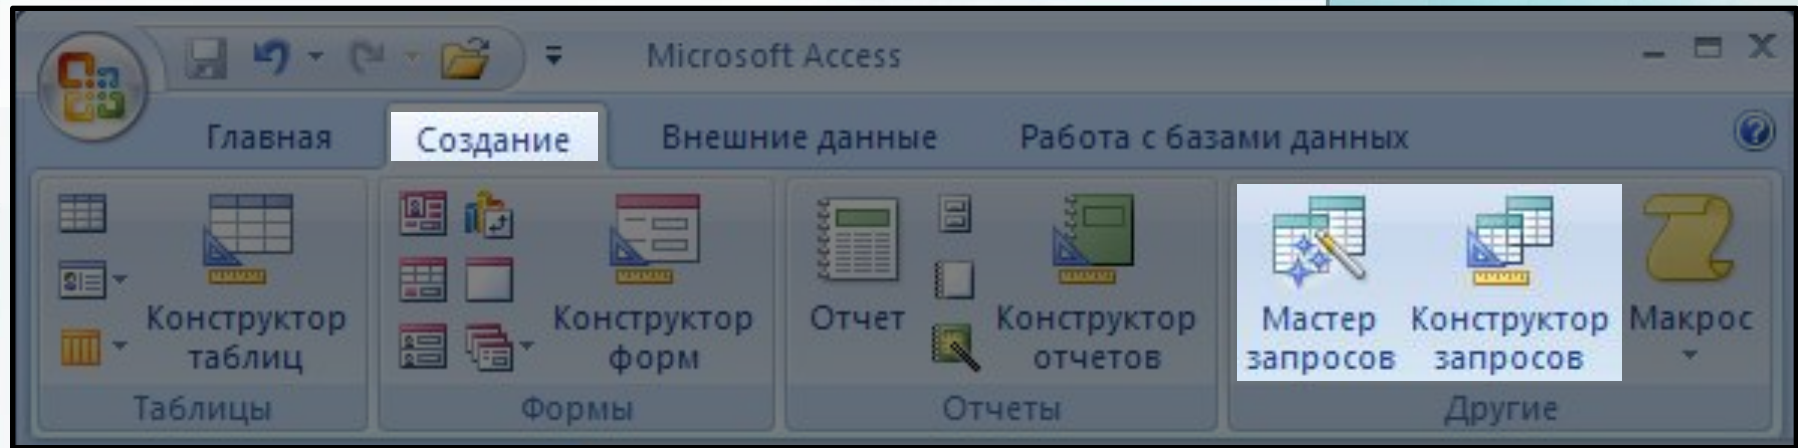 Microsoft Access
Главная Создание Внешние данные Работа с базами данных
Конструктор таблиц
Конструктор форм
Отчет
Конструктор отчетов
Мастер запросов
Конструктор запросов
Макрос
Таблицы Формы Отчеты Другие